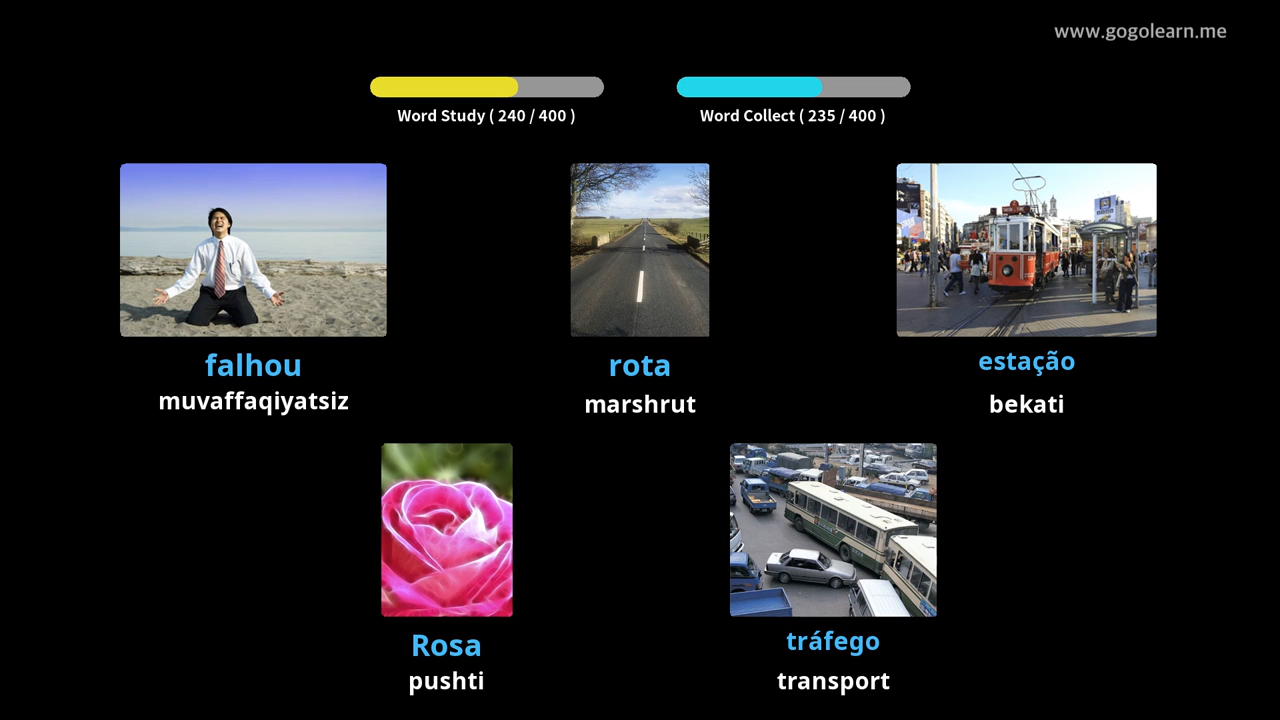 www.gogolearn.me
Word Study ( 240 / 400 )
Word Collect ( 235 / 400 )
falhou
muvaffaqiyatsiz
rota
marshrut
estação
bekati
Rosa
pushti
tráfego
transport